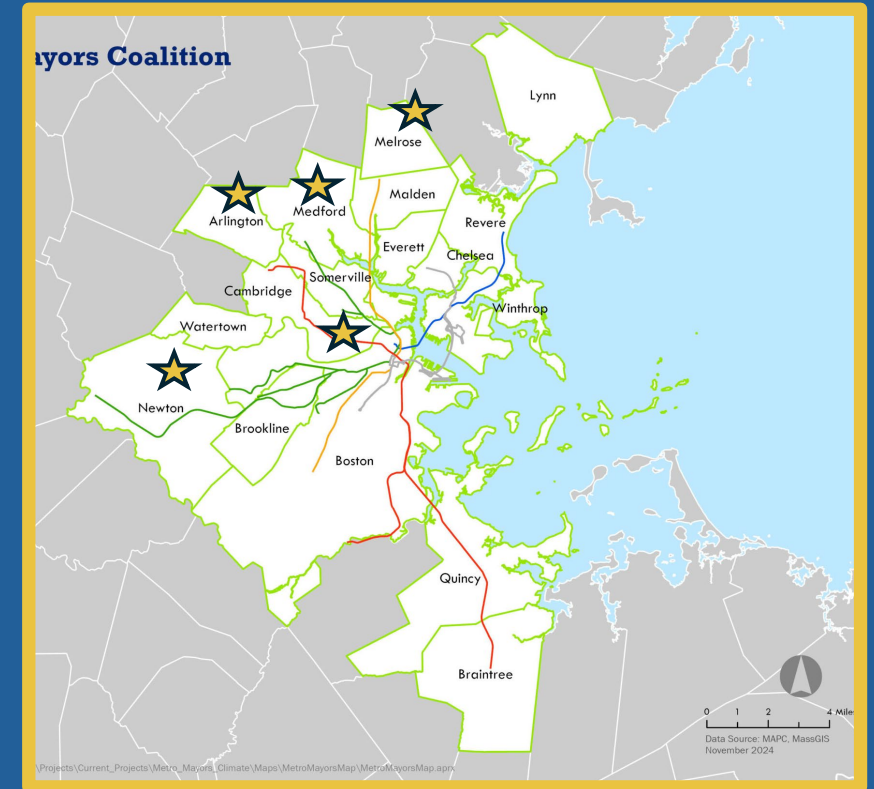 ayors Coalition
Lynn
Melrose
Malden
Medford
Arlington
Revere
Everett
Chelsea
Somerville
Cambridge
Winthrop
Watertown
Newton
Brookline
Boston
Quincy
Braintree
0 1 2 4 Miles
Data Source: MAPC, MassGIS
November 2024
\Projects\Current_Projects\Metro_Mayors_Climate\Maps\MetroMayorsMap\MetroMayorsMap.aprx